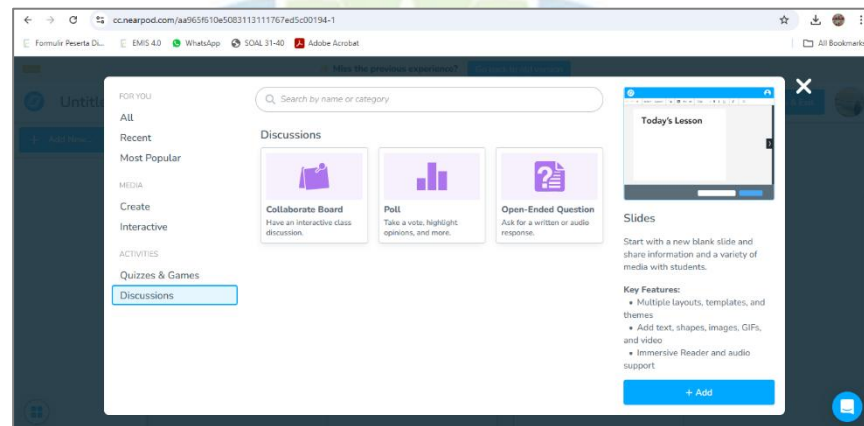 cc.nearpod.com/aa965f610e5083113111767ed5c00194-1
Formulir Peserta Di...
EMIS 4.0
WhatsApp
SOAL 31-40
Adobe Acrobat
All Bookmarks
Miss the previous experience?
Untitle
+ Add New
FOR YOU
All
Recent
Most Popular
MEDIA
Create
Interactive
ACTIVITIES
Quizzes & Games
Discussions
Search by name or category
Discussions
Collaborate Board
Have an interactive class
discussion.
Poll
Take a vote, highlight
opinions, and more.
Open-Ended Question
Ask for a written or audio
response.
Today's Lesson
Slides
Start with a new blank slide and
share information and a variety of
media with students.
Key Features:
• Multiple layouts, templates, and
themes
• Add text, shapes, images, GIFs,
and video
• Immersive Reader and audio
support
+ Add